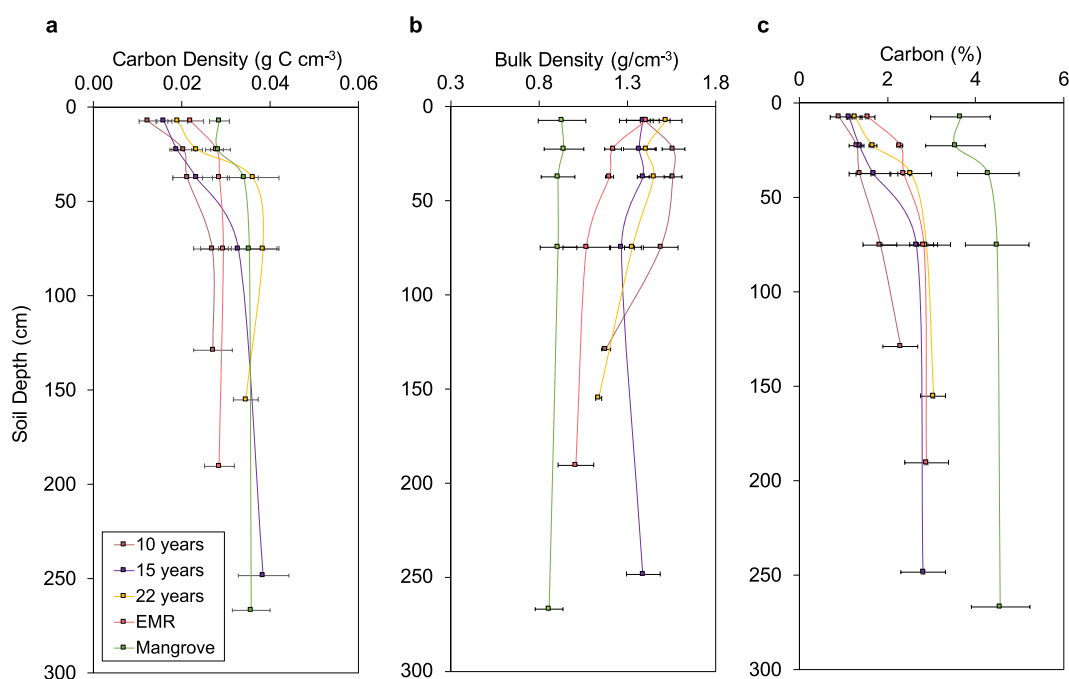 a
Carbon Density (g C cm-3)
0.00 0.02 0.04 0.06
0
50
100
150
200
250
300
Soil Depth (cm)
10 years
15 years
22 years
EMR
Mangrove
b
Bulk Density (g/cm-3)
0.3 0.8 1.3 1.8
0
50
100
150
200
250
300
c
Carbon (%)
0 2 4 6
0
50
100
150
200
250
300